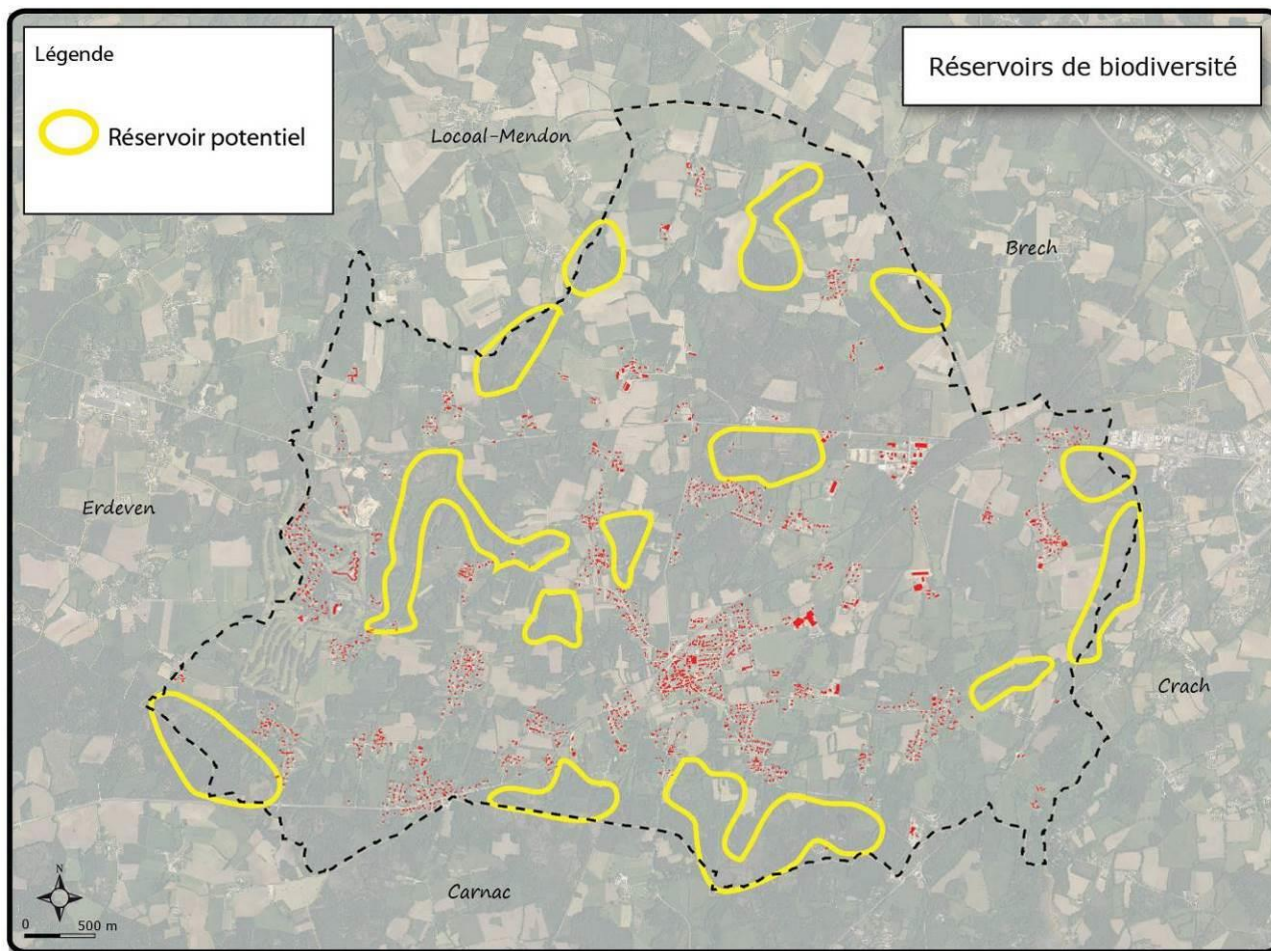 Légende
Réservoir potentiel
Réservoirs de biodiversité
Locoal-Mendon
Brech
Erdeven
Crach
Carnac
N
0 500 m